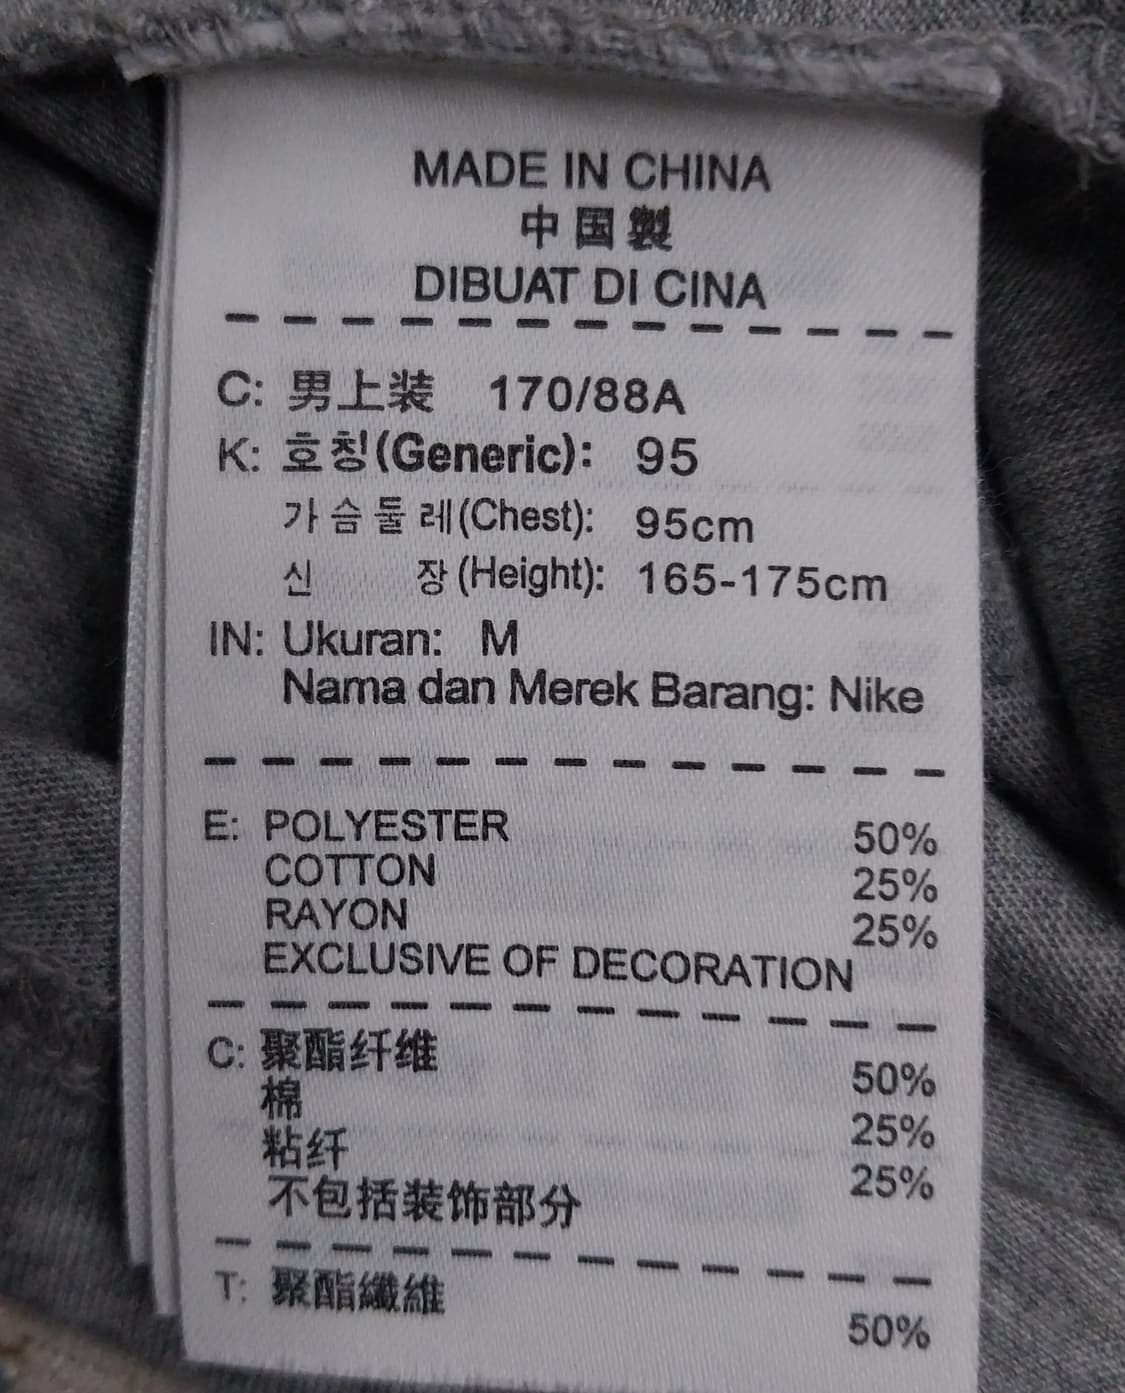 MADE IN CHINA
中国製
DIBUAT DI CINA
C: 男上装 170/88A
K: 호칭(Generic): 95
가슴둘레(Chest): 95cm
신 장(Height): 165-175cm
IN: Ukuran: M
Nama dan Merek Barang: Nike
E: POLYESTER 50%
COTTON 25%
RAYON 25%
EXCLUSIVE OF DECORATION
C: 聚酯纤维 50%
棉 25%
粘纤 25%
不包括装饰部分
T: 聚酯纖維 50%